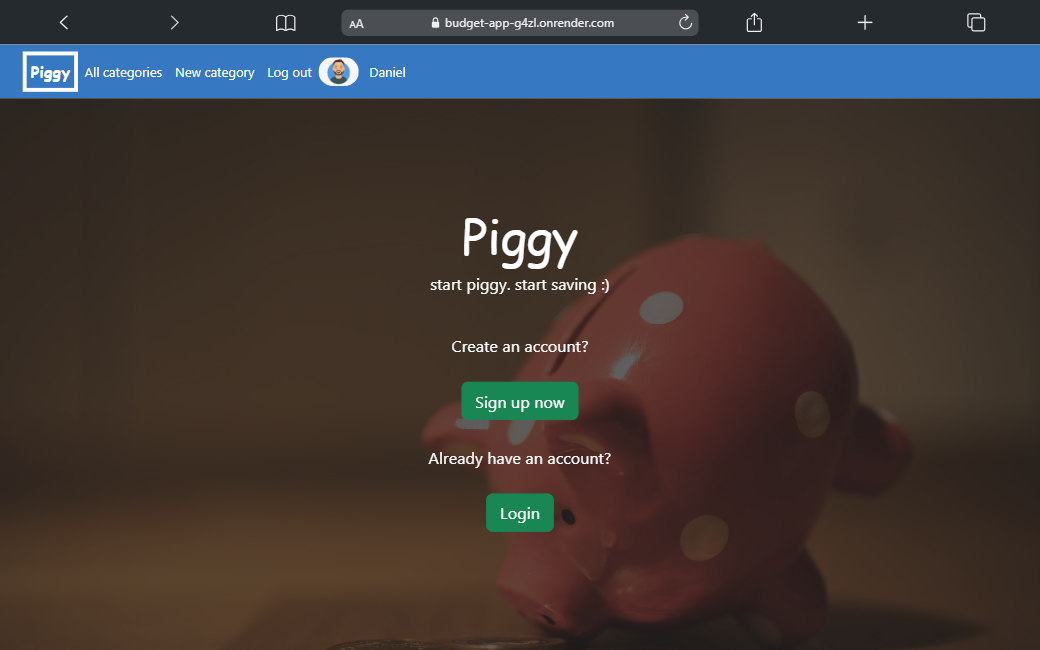 AA budget-app-g4zl.onrender.com
Piggy All categories New category Log out Daniel
Piggy
start piggy. start saving :)
Create an account?
Sign up now
Already have an account?
Login